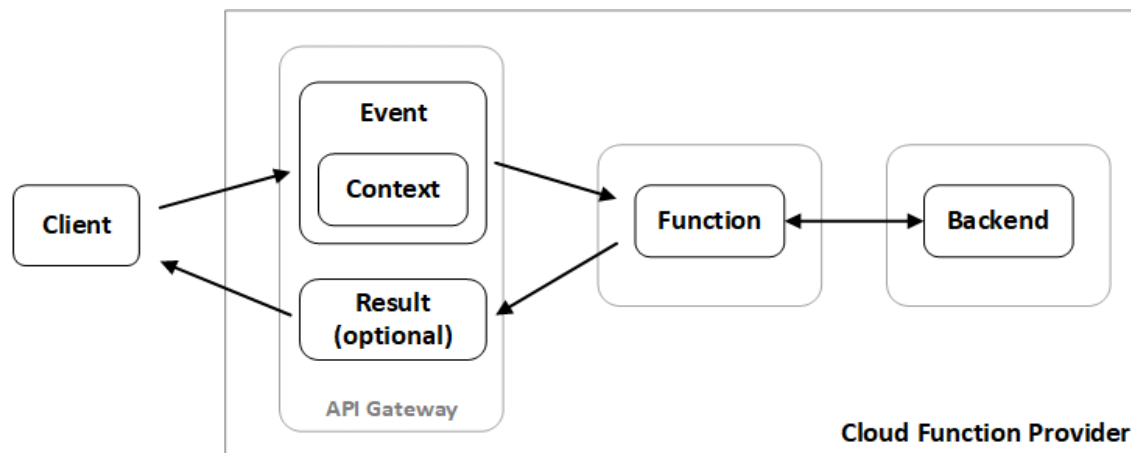 Event
Context
Client
Function
Backend
Result
(optional)
API Gateway
Cloud Function Provider